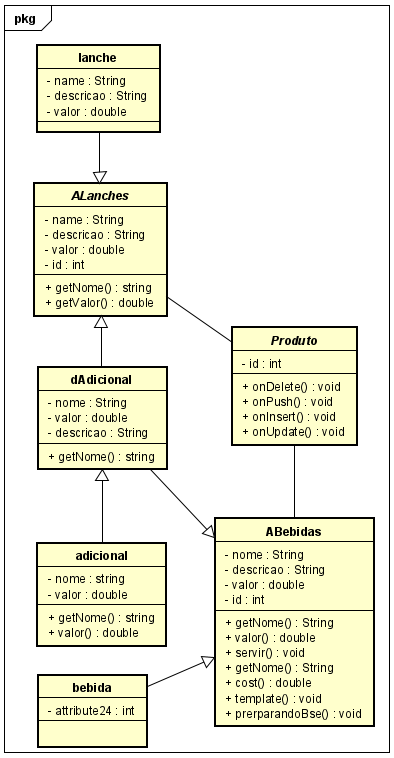 pkg
lanche
- name : String
- descricao : String
- valor : double
ALanches
- name : String
- descricao : String
- valor : double
- id : int
+ getNome() : string
+ getValor() : double
Produto
- id : int
+ onDelete() : void
+ onPush() : void
+ onInsert() : void
+ onUpdate() : void
dAdicional
- nome : String
- valor : double
- descricao : String
+ getNome() : string
ABebidas
- nome : String
- descrição : String
- valor : double
- id : int
+ getNome() : String
+ valor() : double
+ servir() : void
+ getNome() : String
+ cost() : double
+ template() : void
+ prerparandoBse() : void
adicional
- nome : string
- valor : double
+ getNome() : string
+ valor() : double
bebida
- attribute24 : int